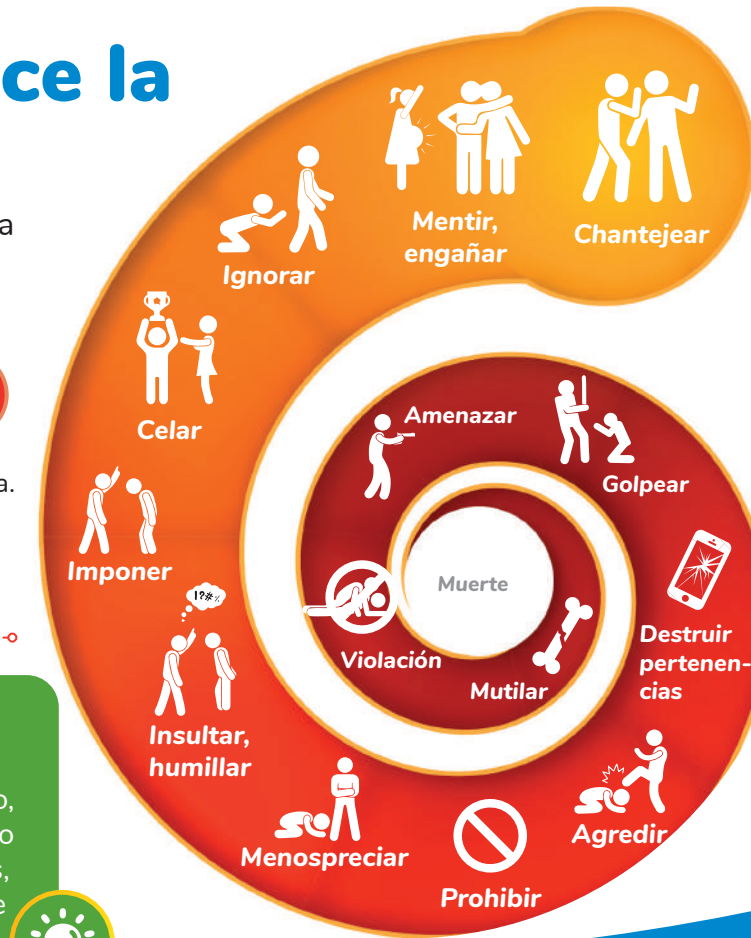 ce la
a
a.
Chantejear
Mentir,
engañar
Ignorar
Celar
Imponer
!?#%
Insultar,
humillar
Menospreciar
Prohibir
Agredir
Destruir
pertenen-
cias
Golpear
Amenazar
Violación
Mutilar
Muerte
o,
o
s,
e